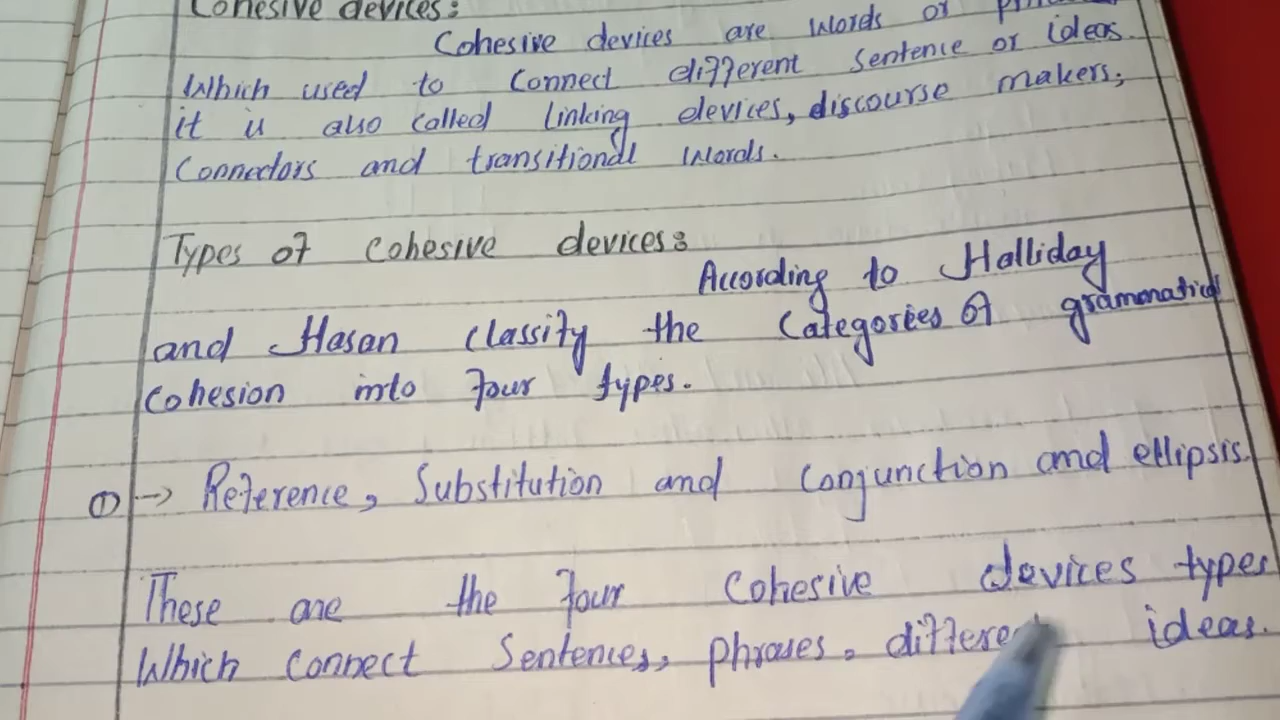 Cohesive devices:
Cohesive devices are words or
Which used to connect different sentence or ideas.
it is also called linking devices, discourse makers,
Connectors and transitional words.
Types of cohesive devices:
According to Halliday
and Hasan classify the categories of grammatical
cohesion into four types.
① → Reference, Substitution and Conjunction and ellipsis.
These are the four cohesive devices types
Which connect sentences, phrases, different ideas.